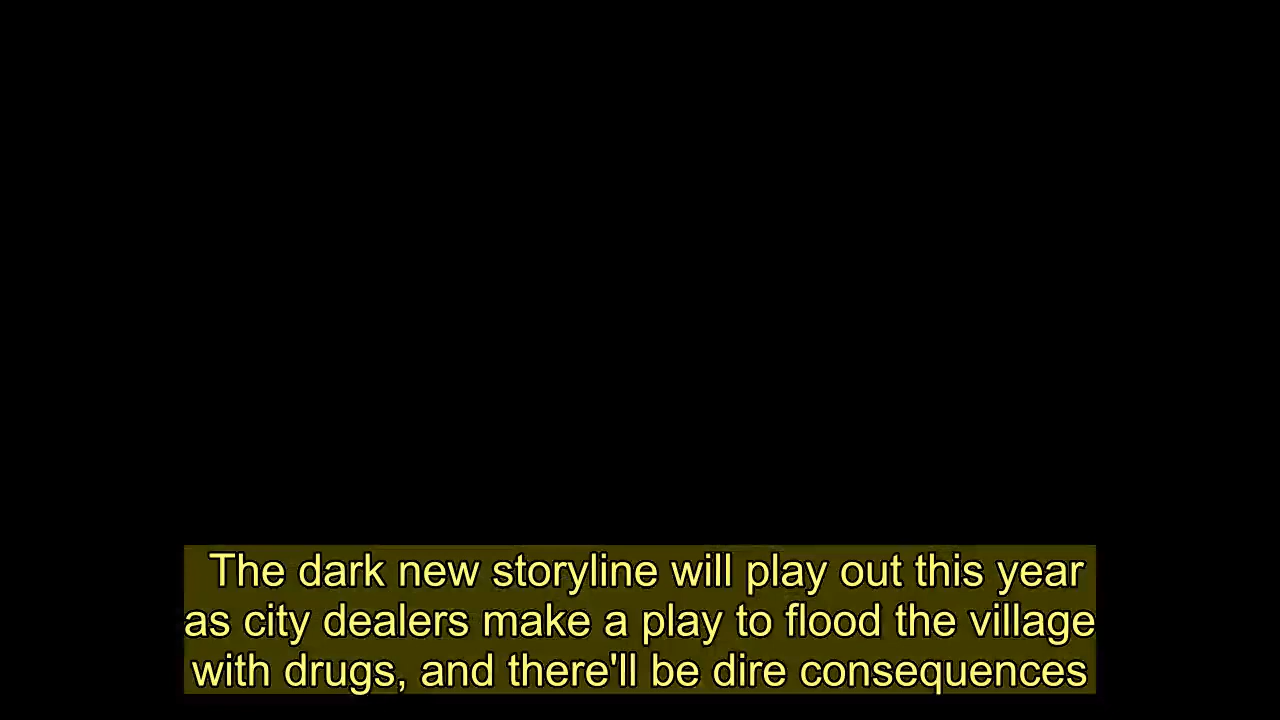 The dark new storyline will play out this year
as city dealers make a play to flood the village
with drugs, and there'll be dire consequences